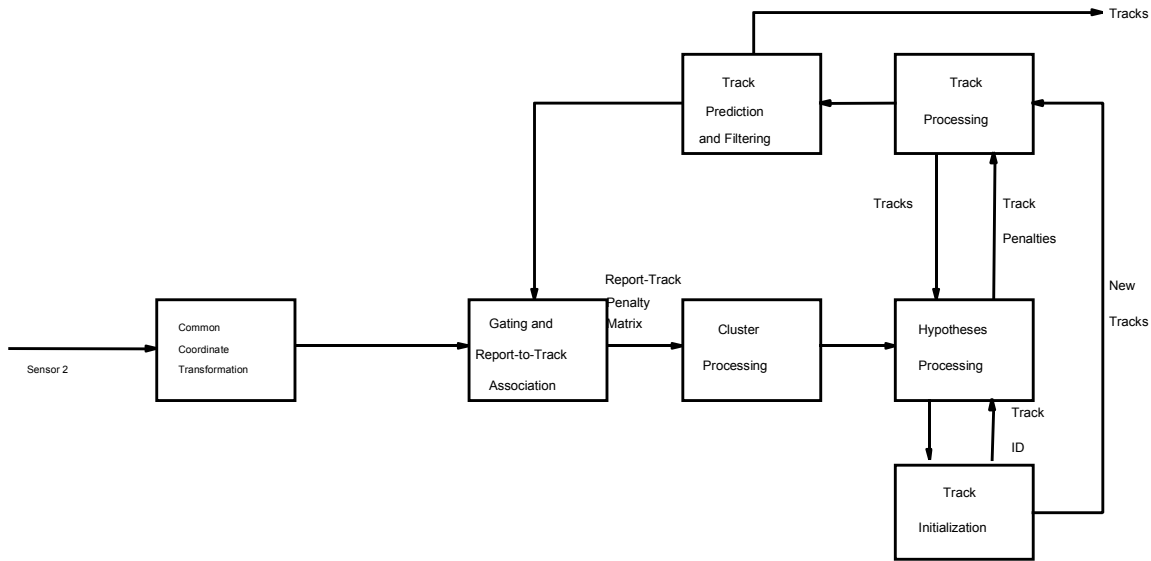 Tracks
Track
Prediction
and Filtering
Track
Processing
Tracks
Track
Penalties
New
Tracks
Sensor 2
Common
Coordinate
Transformation
Gating and
Report-to-Track
Association
Report-Track
Penalty
Matrix
Cluster
Processing
Hypotheses
Processing
Track
ID
Track
Initialization